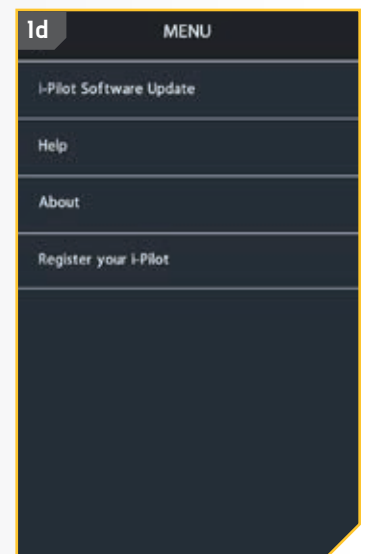 1d
MENU
i-Pilot Software Update
Help
About
Register your i-Pilot